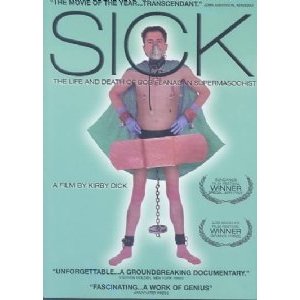 "THE MOVIE OF THE YEAR...TRANSCENDENT."
SICK
THE LIFE AND DEATH OF BOB FLANAGAN SUPERMASOCHIST
A FILM BY KIRBY DICK
WINNER
WINNER
"UNFORGETTABLE...A GROUNDBREAKING DOCUMENTARY."
"FASCINATING...A WORK OF GENIUS"